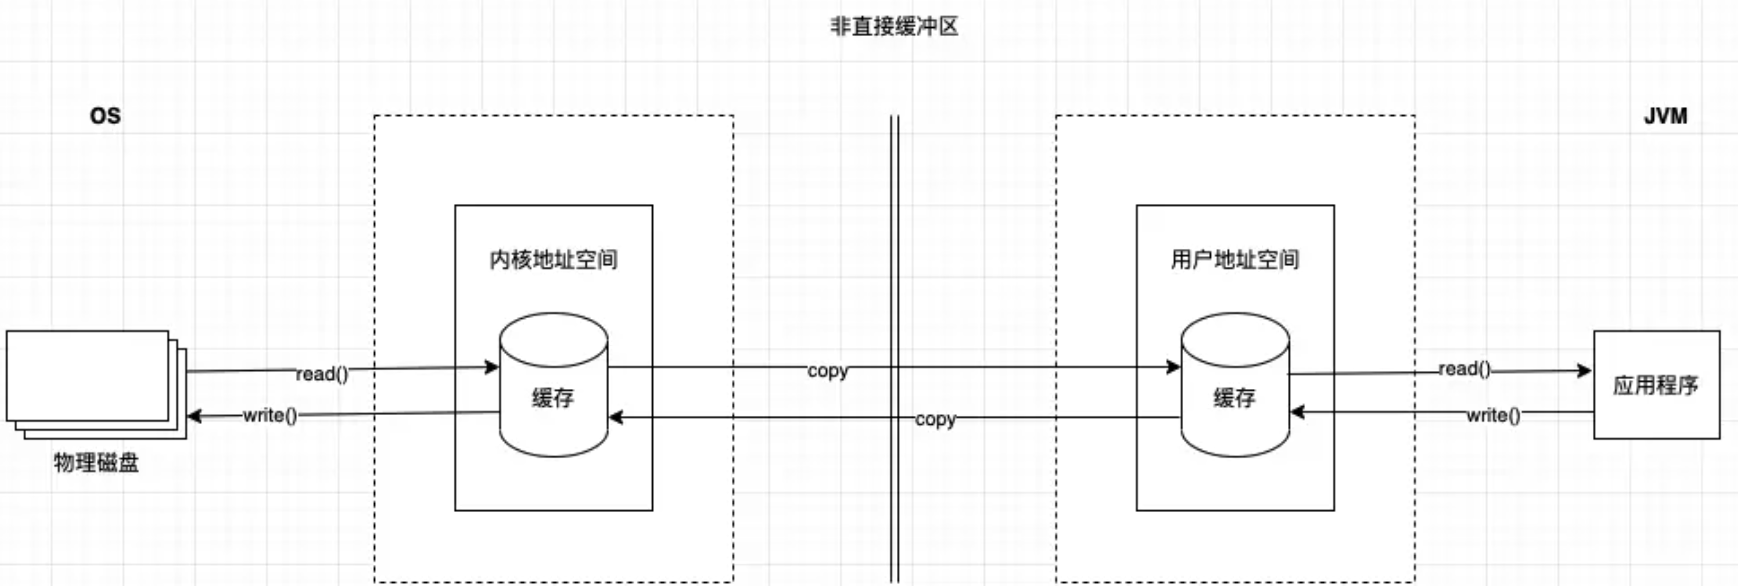 非直接缓冲区
OS
JVM
内核地址空间
用户地址空间
read()
copy
read()
缓存
缓存
应用程序
write()
copy
write()
物理磁盘